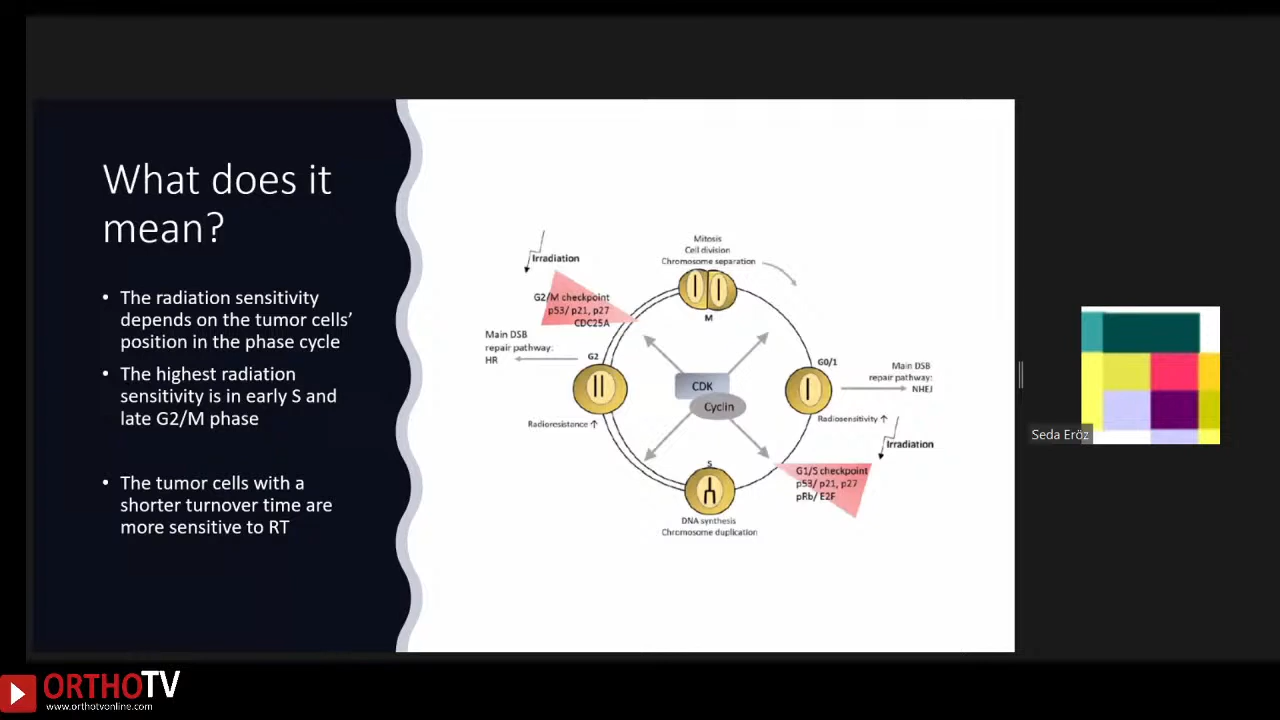 What does it
mean?
• The radiation sensitivity
depends on the tumor cells’
position in the phase cycle
• The highest radiation
sensitivity is in early S and
late G2/M phase
• The tumor cells with a
shorter turnover time are
more sensitive to RT
Irradiation
G2/M checkpoint
p53/ p21, p27
CDC25A
Mitosis
Cell division
Chromosome separation
M
Main DSB
repair pathway:
HR
G2
Radioresistance ↑
CDK
Cyclin
G0/1
Main DSB
repair pathway:
NHEJ
Radiosensitivity ↑
Irradiation
G1/S checkpoint
p53/ p21, p27
pRb/ E2F
S
DNA synthesis
Chromosome duplication
Seda Eröz
ORTHOTV
www.orthotvonline.com